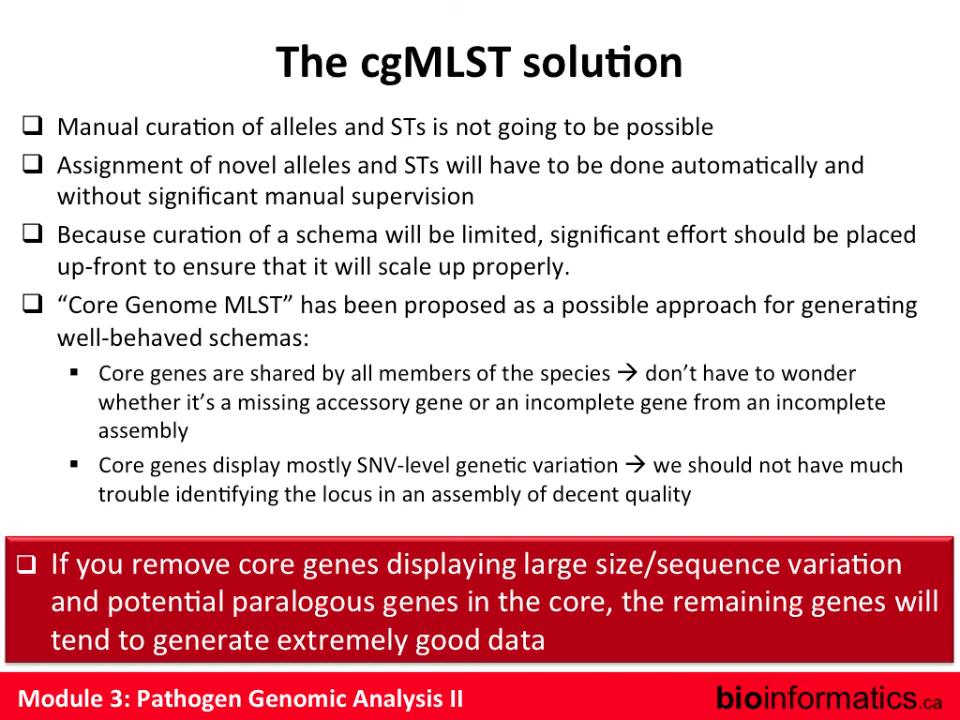 The cgMLST solution
❑ Manual curation of alleles and STs is not going to be possible
❑ Assignment of novel alleles and STs will have to be done automatically and
without significant manual supervision
❑ Because curation of a schema will be limited, significant effort should be placed
up-front to ensure that it will scale up properly.
❑ “Core Genome MLST” has been proposed as a possible approach for generating
well-behaved schemas:
▪ Core genes are shared by all members of the species → don’t have to wonder
whether it’s a missing accessory gene or an incomplete gene from an incomplete
assembly
▪ Core genes display mostly SNV-level genetic variation → we should not have much
trouble identifying the locus in an assembly of decent quality
❑ If you remove core genes displaying large size/sequence variation
and potential paralogous genes in the core, the remaining genes will
tend to generate extremely good data
Module 3: Pathogen Genomic Analysis II
bioinformatics.ca